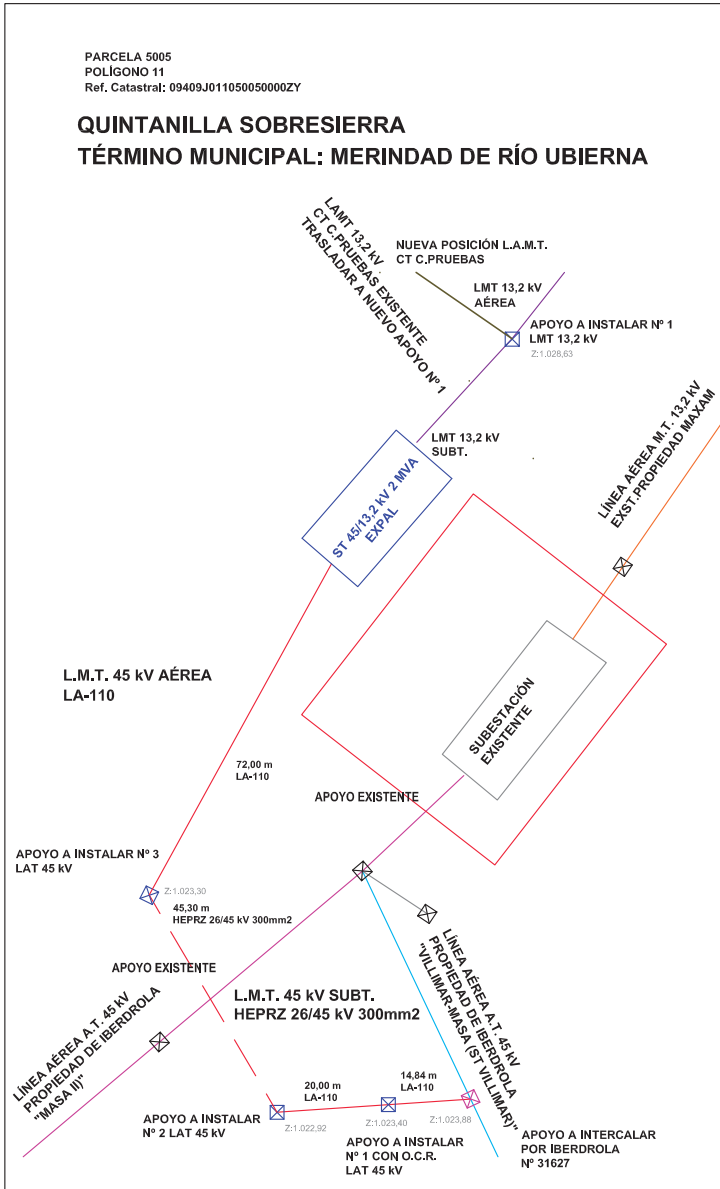 PARCELA 5005
POLÍGONO 11
Ref. Catastral: 09409J011050050000ZY
QUINTANILLA SOBRESIERRA
TÉRMINO MUNICIPAL: MERINDAD DE RÍO UBIERNA
LAMT 13,2 kV
CT C.PRUEBAS EXISTENTE
TRASLADAR A NUEVO APOYO Nº 1
NUEVA POSICIÓN L.A.M.T.
CT C.PRUEBAS
LMT 13,2 kV
AÉREA
APOYO A INSTALAR Nº 1
LMT 13,2 kV
Z:1.028,63
LMT 13,2 kV
SUBT.
ST 45/13,2 kV 2 MVA
EXPAL
LÍNEA AÉREA M.T. 13,2 kV
EXST.PROPIEDAD MAXAM
L.M.T. 45 kV AÉREA
LA-110
SUBESTACIÓN
EXISTENTE
72,00 m
LA-110
APOYO EXISTENTE
APOYO A INSTALAR Nº 3
LAT 45 kV
Z:1.023,30
45,30 m
HEPRZ 26/45 kV 300mm2
APOYO EXISTENTE
LÍNEA AÉREA A.T. 45 kV
PROPIEDAD DE IBERDROLA
"VILLIMAR-MASA (ST VILLIMAR)"
L.M.T. 45 kV SUBT.
HEPRZ 26/45 kV 300mm2
LÍNEA AÉREA A.T. 45 kV
PROPIEDAD DE IBERDROLA
"MASA II)"
20,00 m
LA-110
14,84 m
LA-110
APOYO A INSTALAR
Nº 2 LAT 45 kV
Z:1.022,92
Z:1.023,40
Z:1.023,88
APOYO A INSTALAR
Nº 1 CON O.C.R.
LAT 45 kV
APOYO A INTERCALAR
POR IBERDROLA
Nº 31627